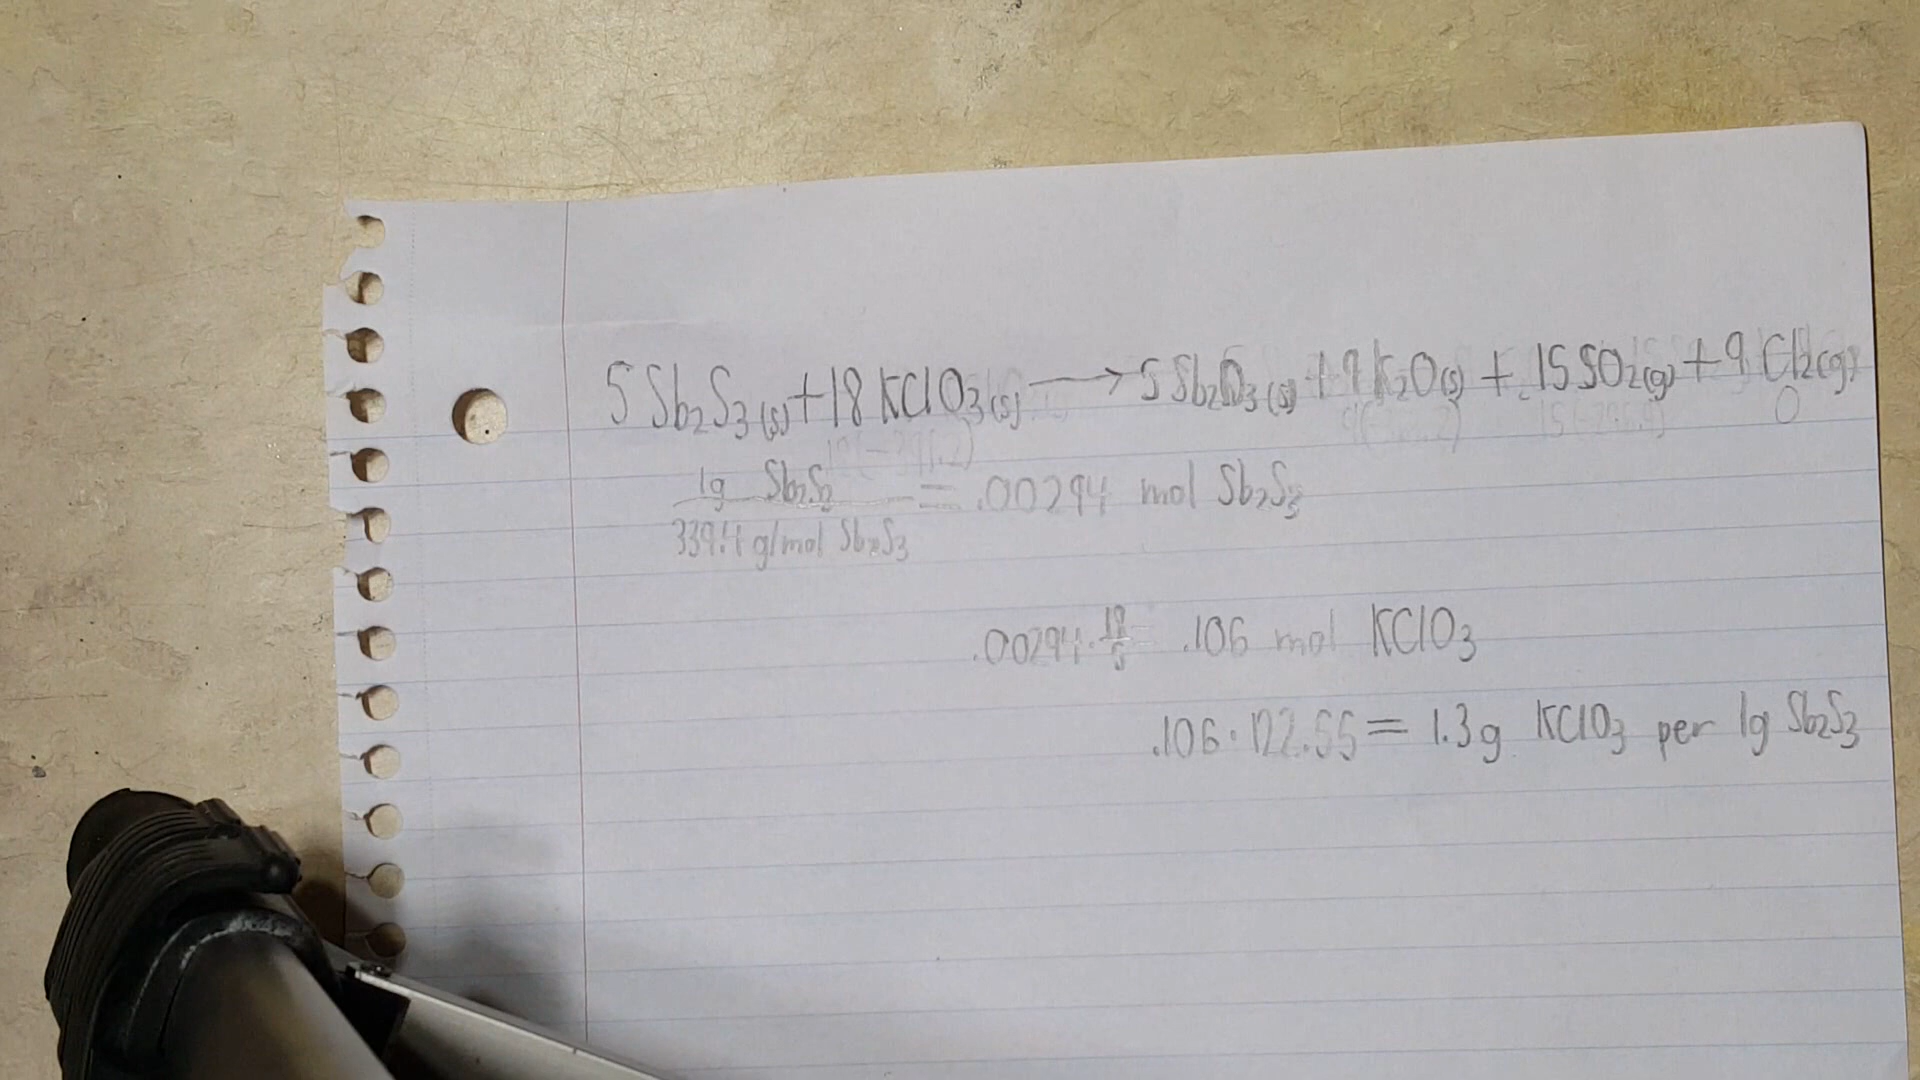 5 Sb₂S₃(s) + 18 KClO₃(s) ⟶ 5 Sb₂O₃(s) + 9 K₂O(s) + 15 SO₂(g) + 9 Cl₂(g)
0
1g Sb₂S₃ = .00294 mol Sb₂S₃
339.4 g/mol Sb₂S₃
.00294 · 18/5 = .106 mol KClO₃
.106 · 122.55 = 1.3g KClO₃ per 1g Sb₂S₃